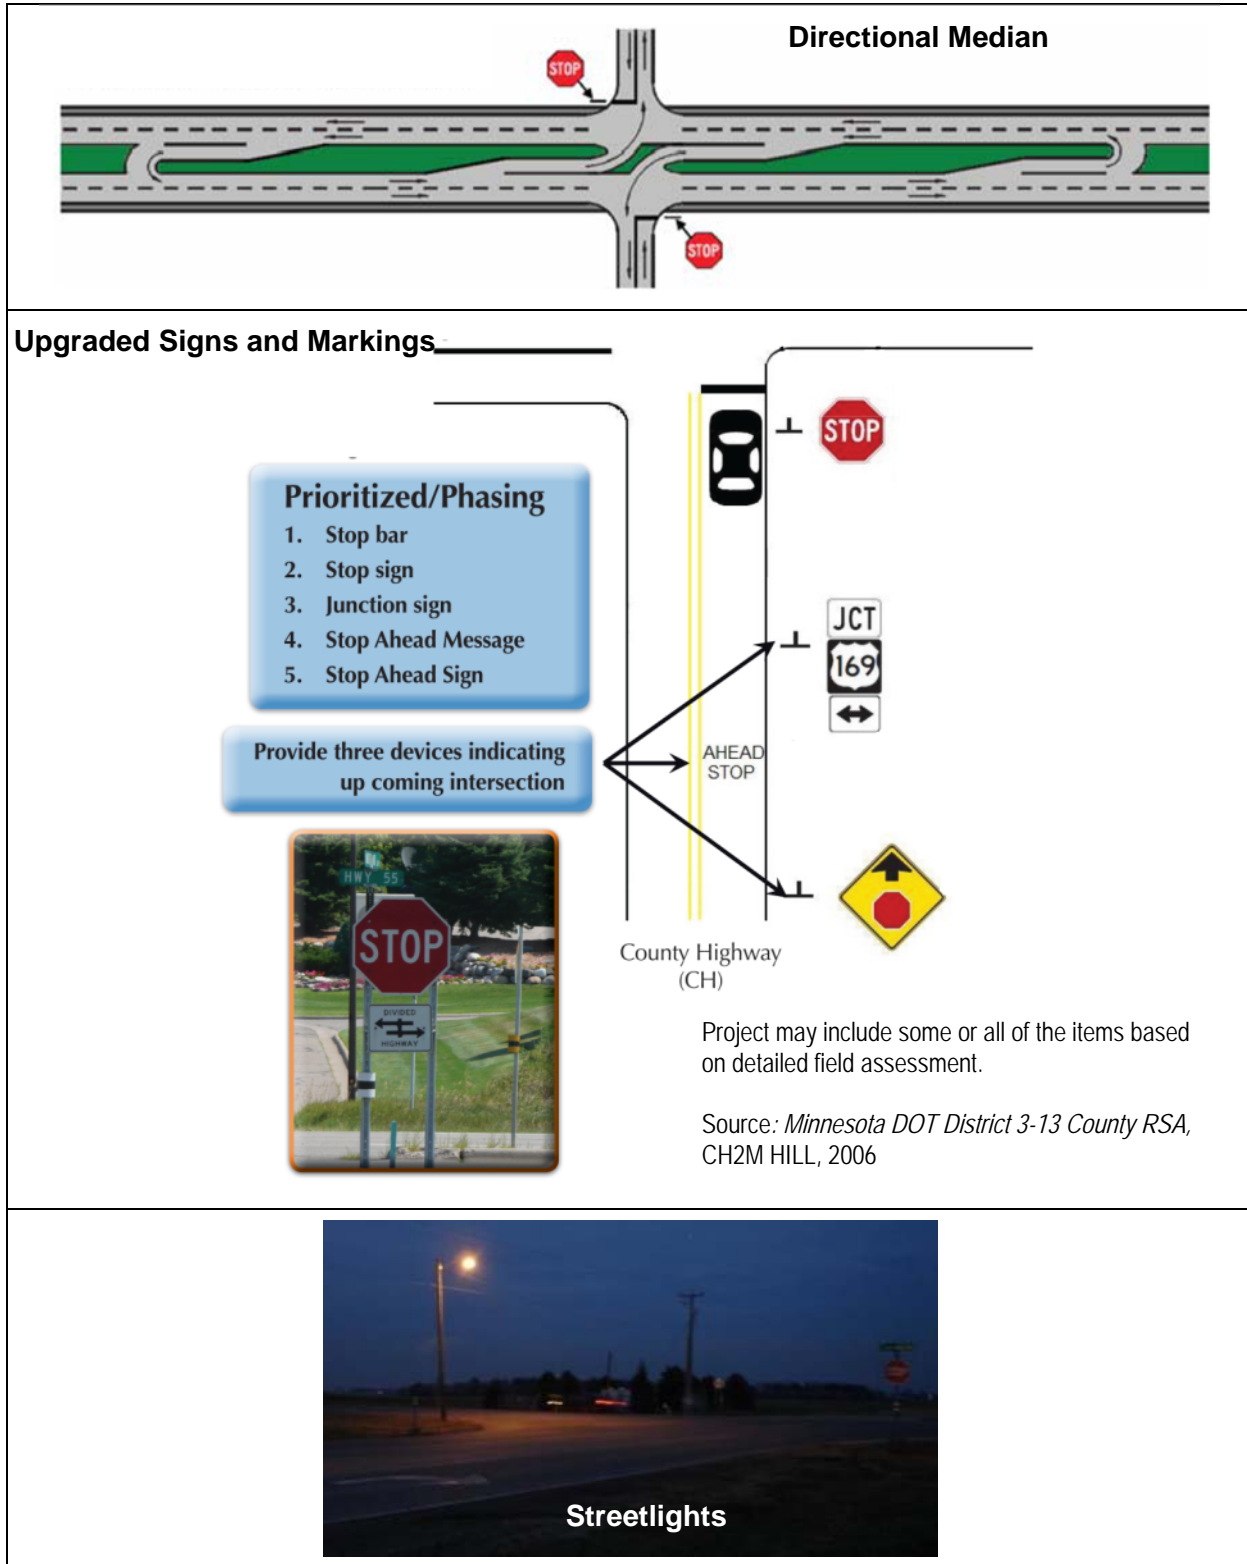 Directional Median
STOP
STOP
Upgraded Signs and Markings
STOP
Prioritized/Phasing
1. Stop bar
2. Stop sign
3. Junction sign
4. Stop Ahead Message
5. Stop Ahead Sign
JCT
169
Provide three devices indicating
up coming intersection
AHEAD
STOP
HWY 55
STOP
DIVIDED
HIGHWAY
County Highway
(CH)
Project may include some or all of the items based
on detailed field assessment.
Source: Minnesota DOT District 3-13 County RSA,
CH2M HILL, 2006
Streetlights